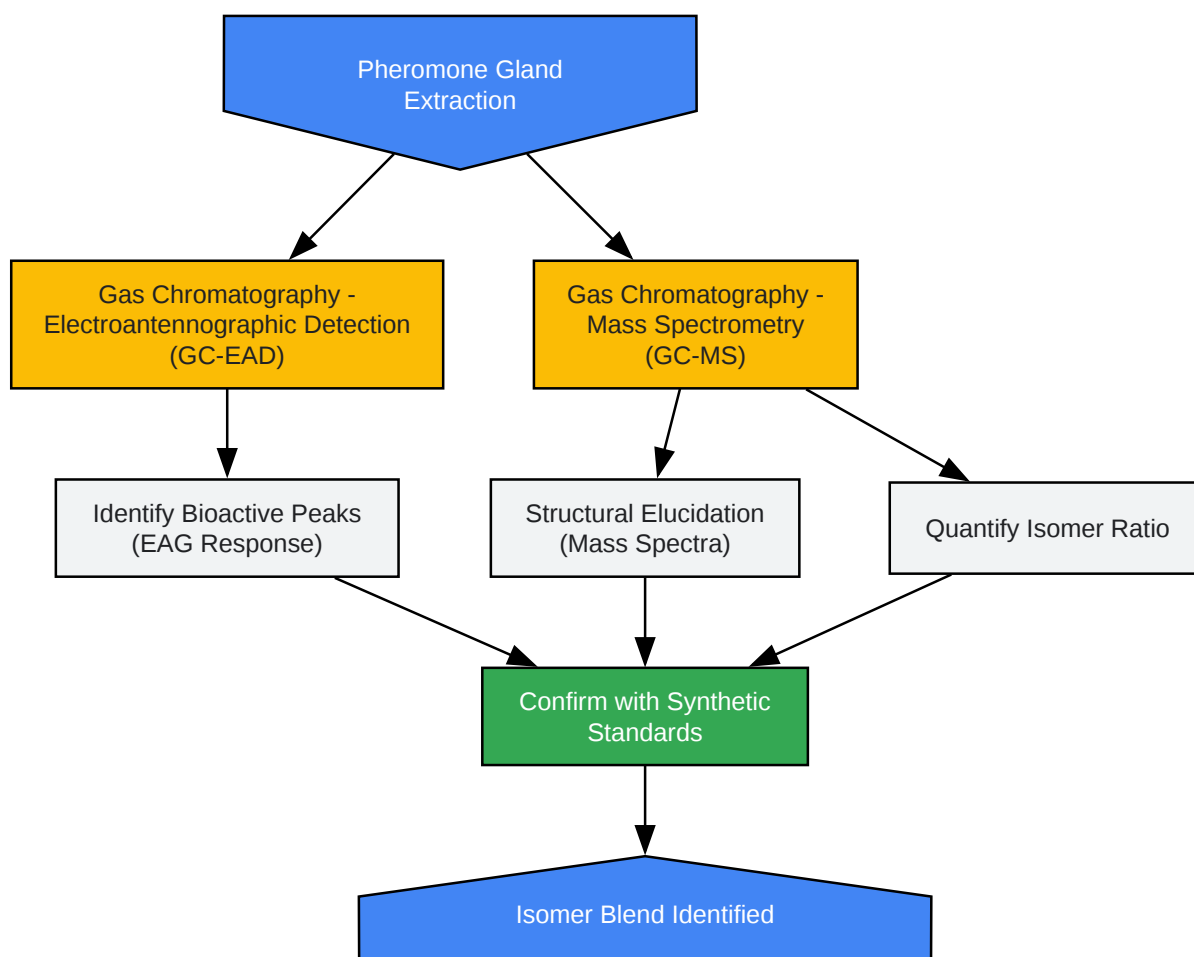 Pheromone Gland
Extraction
Gas Chromatography -
Electroantennographic Detection
(GC-EAD)
Gas Chromatography -
Mass Spectrometry
(GC-MS)
Identify Bioactive Peaks
(EAG Response)
Structural Elucidation
(Mass Spectra)
Quantify Isomer Ratio
Confirm with Synthetic
Standards
Isomer Blend Identified